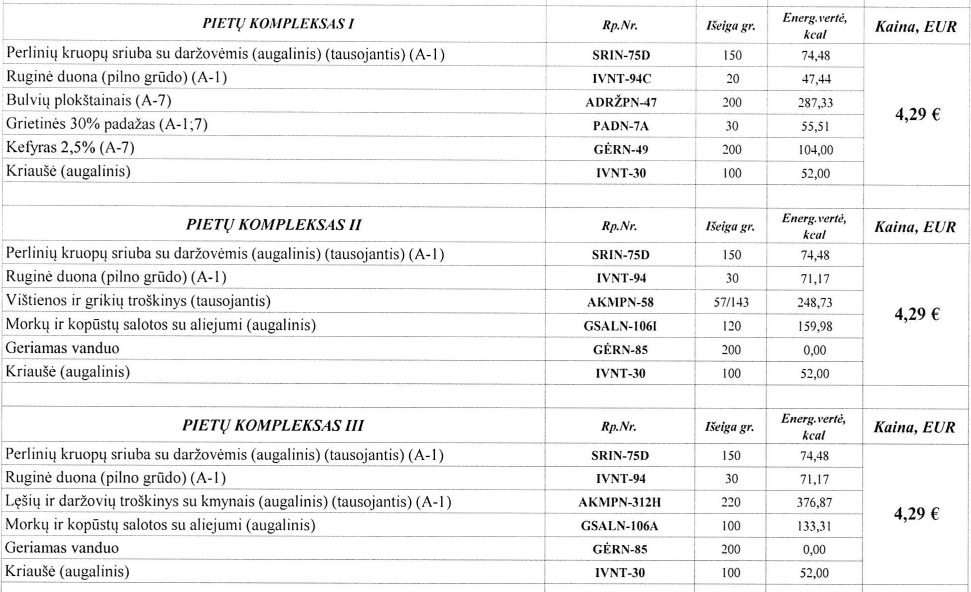 PIETŲ KOMPLEKSAS I Rp.Nr. Išeiga gr. Energ.vertė, kcal Kaina, EUR
Perlinių kruopų sriuba su daržovėmis (augalinis) (tausojantis) (A-1) SRIN-75D 150 74,48
Ruginė duona (pilno grūdo) (A-1) IVNT-94C 20 47,44
Bulvių plokštainais (A-7) ADRŽPN-47 200 287,33
4,29 €
Grietinės 30% padažas (A-1;7) PADN-7A 30 55,51
Kefyras 2,5% (A-7) GĖRN-49 200 104,00
Kriaušė (augalinis) IVNT-30 100 52,00
PIETŲ KOMPLEKSAS II Rp.Nr. Išeiga gr. Energ.vertė, kcal Kaina, EUR
Perlinių kruopų sriuba su daržovėmis (augalinis) (tausojantis) (A-1) SRIN-75D 150 74,48
Ruginė duona (pilno grūdo) (A-1) IVNT-94 30 71,17
Vištienos ir grikių troškinys (tausojantis) AKMPN-58 57/143 248,73
4,29 €
Morkų ir kopūstų salotos su aliejumi (augalinis) GSALN-106I 120 159,98
Geriamas vanduo GĖRN-85 200 0,00
Kriaušė (augalinis) IVNT-30 100 52,00
PIETŲ KOMPLEKSAS III Rp.Nr. Išeiga gr. Energ.vertė, kcal Kaina, EUR
Perlinių kruopų sriuba su daržovėmis (augalinis) (tausojantis) (A-1) SRIN-75D 150 74,48
Ruginė duona (pilno grūdo) (A-1) IVNT-94 30 71,17
Lęšių ir daržovių troškinys su kmynais (augalinis) (tausojantis) (A-1) AKMPN-312H 220 376,87
4,29 €
Morkų ir kopūstų salotos su aliejumi (augalinis) GSALN-106A 100 133,31
Geriamas vanduo GĖRN-85 200 0,00
Kriaušė (augalinis) IVNT-30 100 52,00